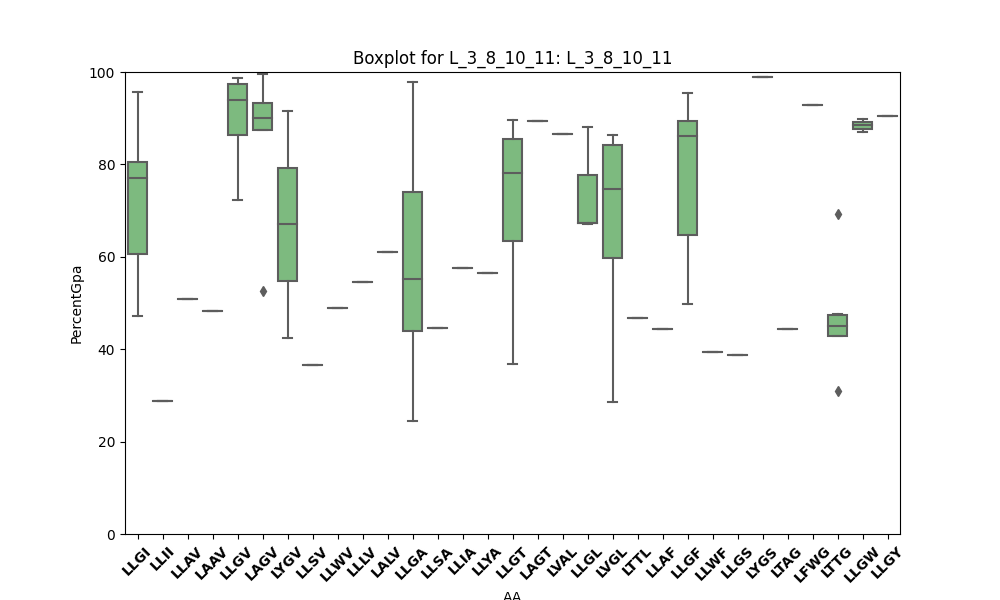 Boxplot for L_3_8_10_11: L_3_8_10_11
100
80
60
40
20
0
PercentGpa
LLGI LLII LLAV LAAV LLGV LAGV LYGV LLSV LLWV LLLV LALV LLGA LLSA LLIA LLYA LLGT LAGT LVAL LLGL LVGL LTTL LLAF LLGF LLWF LLGS LYGS LTAG LFWG LTTG LLGW LLGY
AA